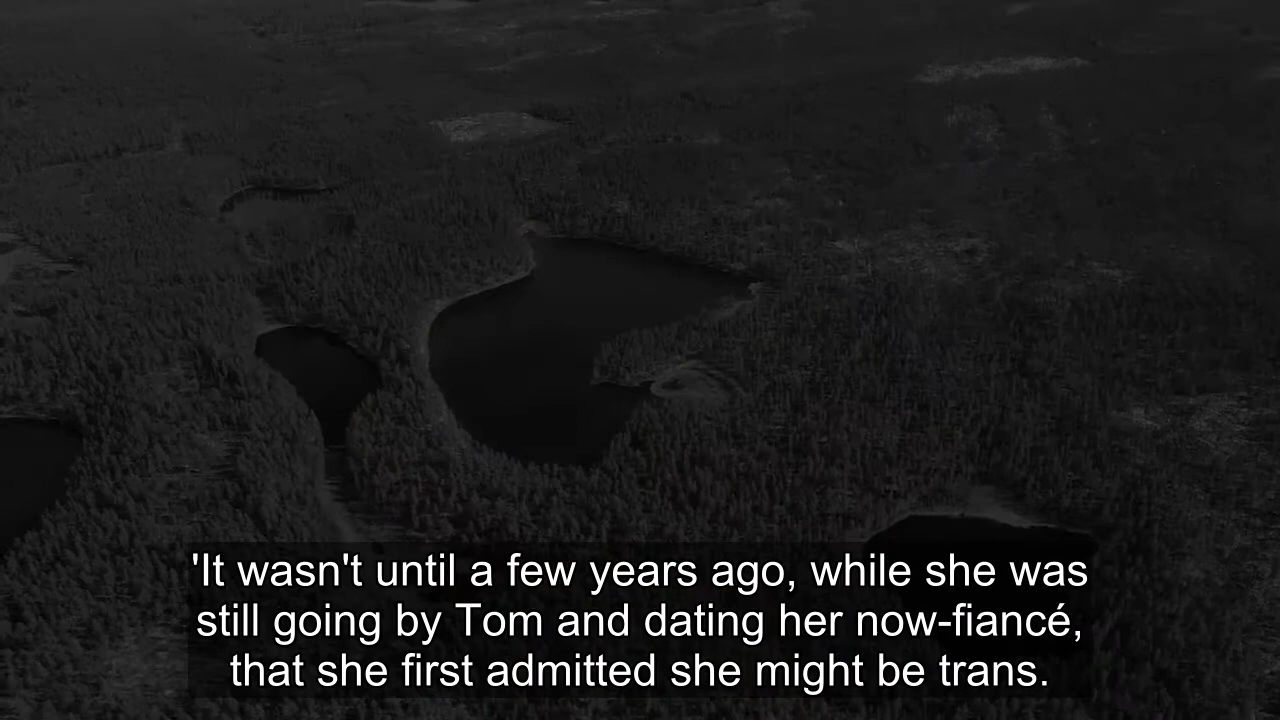 'It wasn't until a few years ago, while she was
still going by Tom and dating her now-fiancé,
that she first admitted she might be trans.